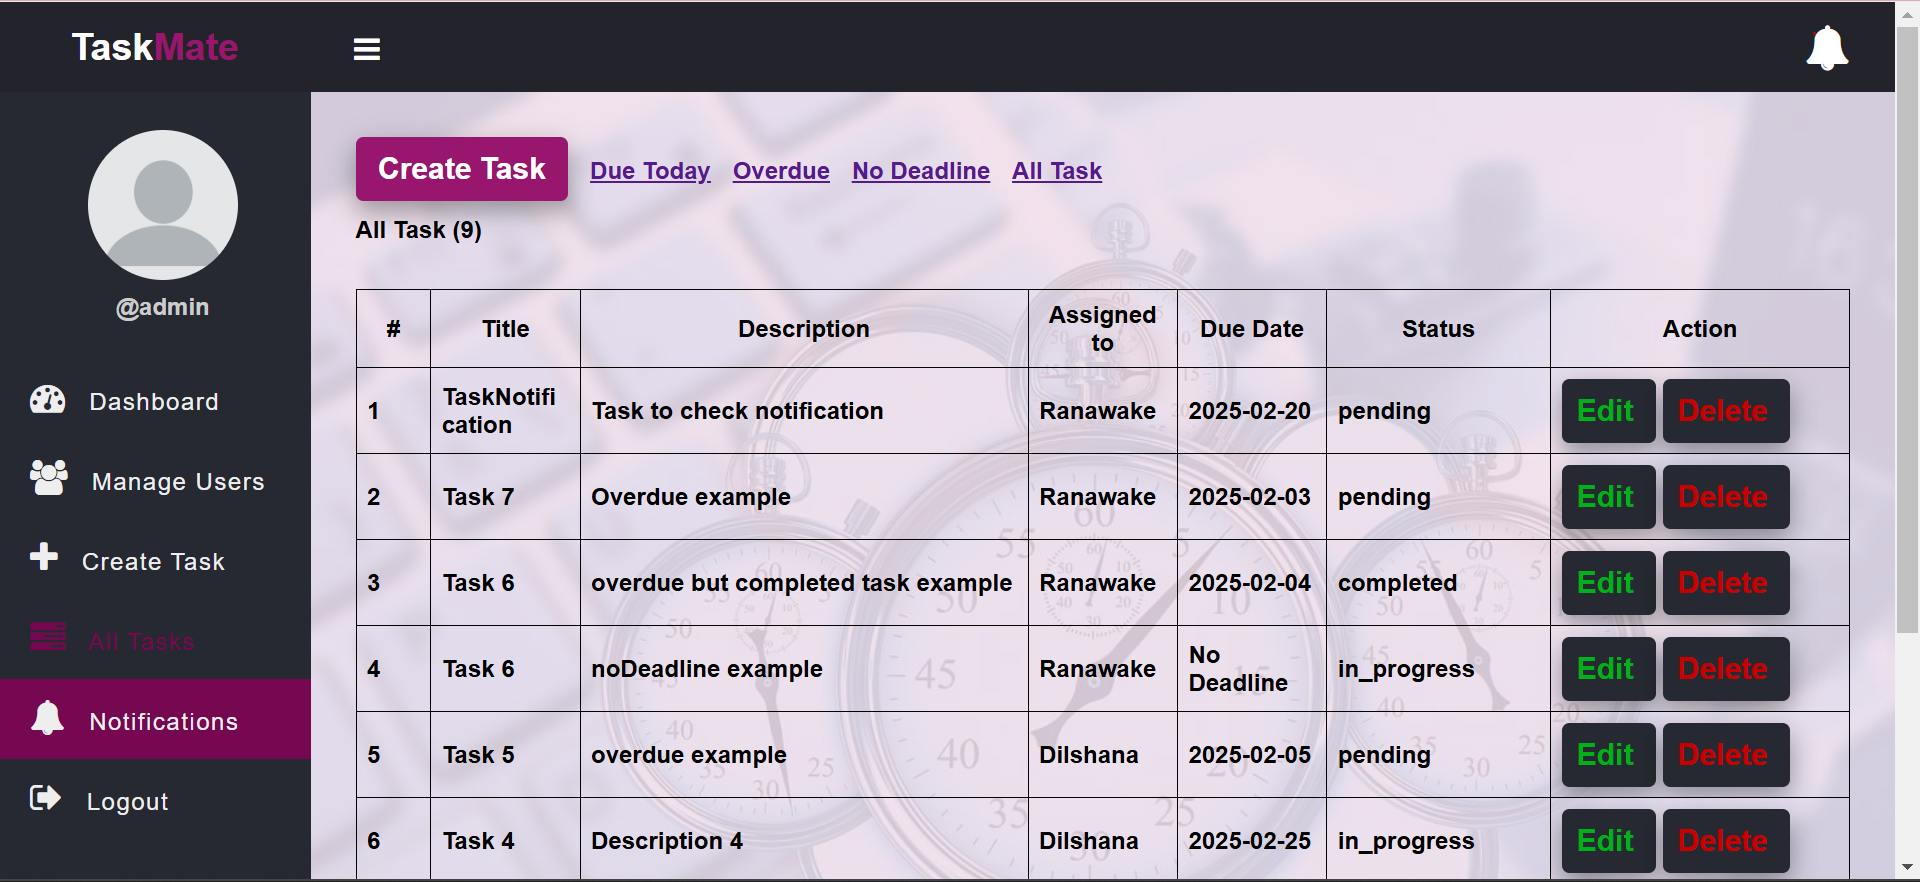 TaskMate
@admin
Dashboard
Manage Users
Create Task
All Tasks
Notifications
Logout
Create Task Due Today Overdue No Deadline All Task
All Task (9)
# Title Description Assigned to Due Date Status Action
1 TaskNotification Task to check notification Ranawake 2025-02-20 pending Edit Delete
2 Task 7 Overdue example Ranawake 2025-02-03 pending Edit Delete
3 Task 6 overdue but completed task example Ranawake 2025-02-04 completed Edit Delete
4 Task 6 noDeadline example Ranawake No Deadline in_progress Edit Delete
5 Task 5 overdue example Dilshana 2025-02-05 pending Edit Delete
6 Task 4 Description 4 Dilshana 2025-02-25 in_progress Edit Delete